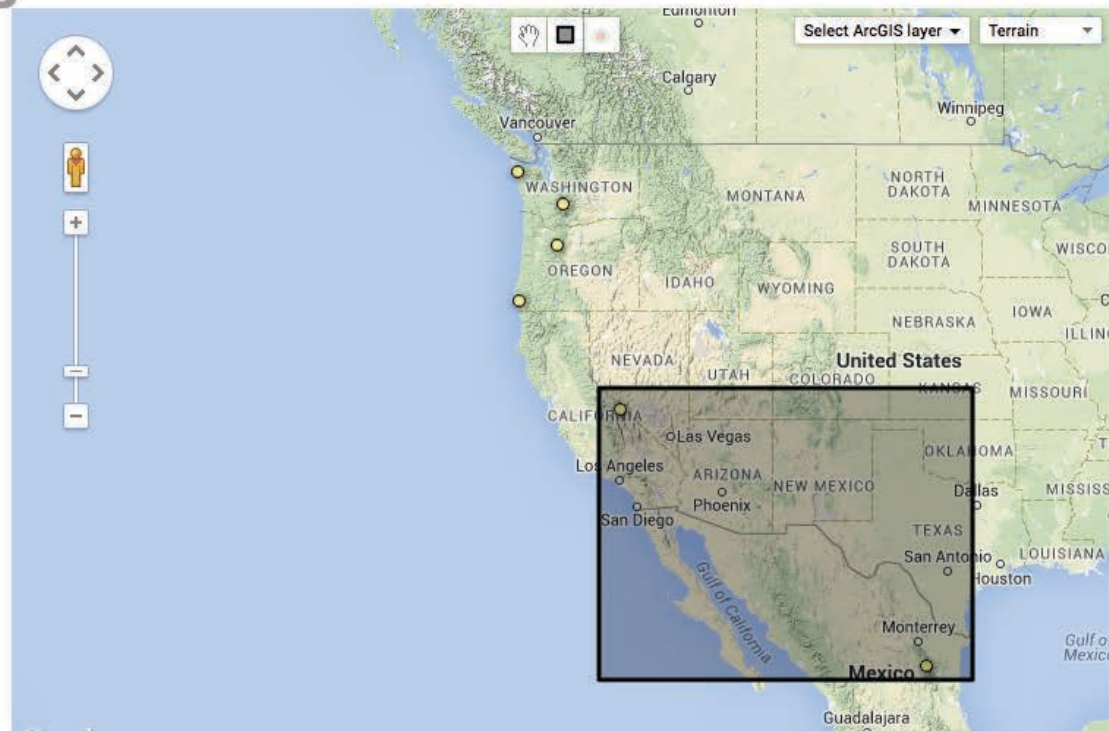 Edmonton
Select ArcGIS layer
Terrain
Calgary
Winnipeg
Vancouver
WASHINGTON
MONTANA
NORTH
DAKOTA
MINNESOTA
SOUTH
DAKOTA
WISCO
OREGON
IDAHO
WYOMING
IOWA
NEBRASKA
ILLIN
NEVADA
United States
UTAH
COLORADO
KANSAS
MISSOURI
CALIFORNIA
Las Vegas
OKLAHOMA
Los Angeles
ARIZONA
NEW MEXICO
Dallas
MISSISS
Phoenix
San Diego
TEXAS
San Antonio
LOUISIANA
Houston
Gulf of California
Monterrey
Gulf o
Mexico
Mexico
Guadalajara